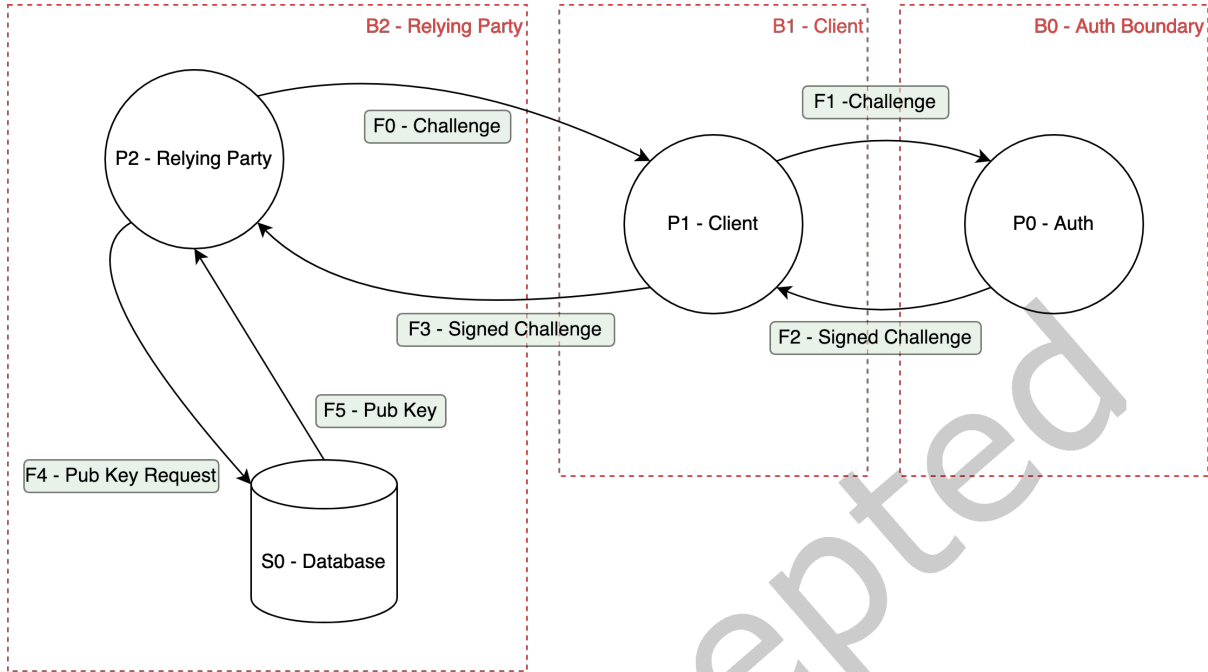 B2 - Relying Party
B1 - Client
B0 - Auth Boundary
F1 -Challenge
F0 - Challenge
P2 - Relying Party
P1 - Client
P0 - Auth
F3 - Signed Challenge
F2 - Signed Challenge
F5 - Pub Key
F4 - Pub Key Request
S0 - Database
epted